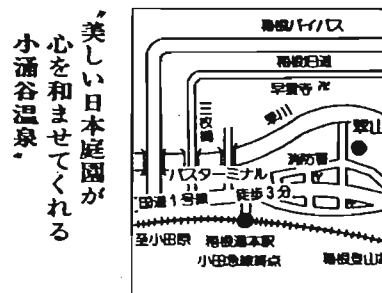 〝美しい日本庭園が
心を和ませてくれる
小涌谷温泉〟
箱根バイパス
箱根旧道
早雲寺
三枚橋
早川
翠山
消防署
バスターミナル
国道1号線
徒歩3分
至小田原
箱根湯本駅
小田急線終点
箱根登山